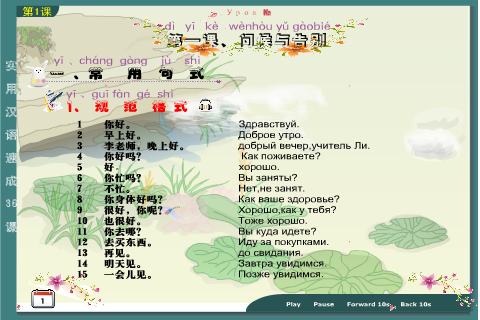 第1课
Урок №
dì yī kè wènhòu yǔ gàobié
第一课、问候与告别
yī 、cháng gòng jù shì
一、常用句式
yī 、guī fàn gé shì
1、规范格式
1 你好。 Здравствуй.
2 早上好。 Доброе утро.
3 李老师，晚上好。 добрый вечер,учитель Ли.
4 你好吗？ Как поживаете?
5 好。 хорошо.
6 你忙吗？ Вы заняты?
7 不忙。 Нет,не занят.
8 你身体好吗？ Как ваше здоровье?
9 很好，你呢？ Хорошо,как у тебя?
10 也很好。 Тоже хорошо.
11 你去哪？ Вы куда идете?
12 去买东西。 Иду за покупками.
13 再见。 до свидания.
14 明天见。 Завтра увидимся.
15 一会儿见。 Позже увидимся.
实用汉语速成36课
1
Play Pause Forward 10s Back 10s